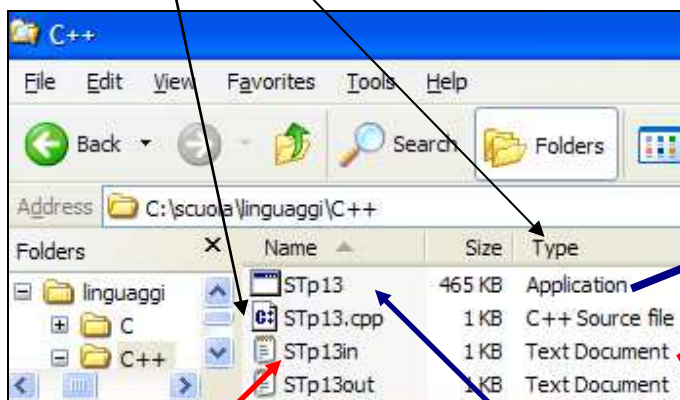 C++
File Edit View Favorites Tools Help
Back Search Folders
Address C:\scuola\linguaggi\C++
Folders X Name Size Type
linguaggi STp13 465 KB Application
C STp13.cpp 1 KB C++ Source file
C++ STp13in 1 KB Text Document
STp13out 1 KB Text Document